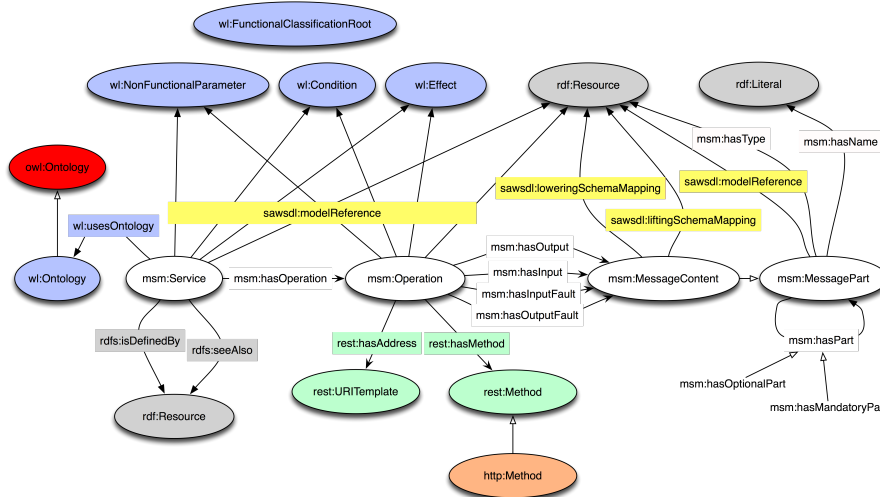 wl:FunctionalClassificationRoot
wl:NonFunctionalParameter
wl:Condition
wl:Effect
rdf:Resource
rdf:Literal
msm:hasType
msm:hasName
owl:Ontology
sawsdl:loweringSchemaMapping
sawsdl:modelReference
sawsdl:modelReference
sawsdl:liftingSchemaMapping
wl:usesOntology
msm:hasOutput
wl:Ontology
msm:Service
msm:hasOperation
msm:Operation
msm:hasInput
msm:MessageContent
msm:MessagePart
msm:hasInputFault
msm:hasOutputFault
rdfs:isDefinedBy
rdfs:seeAlso
rest:hasAddress
rest:hasMethod
msm:hasPart
msm:hasOptionalPart
rest:URITemplate
rest:Method
rdf:Resource
msm:hasMandatoryPa
http:Method